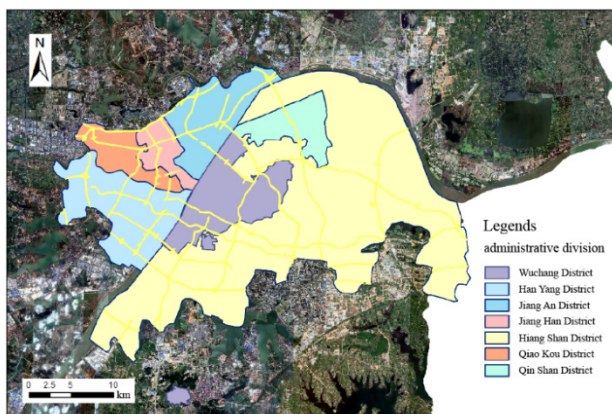 N
Legends
administrative division
Wuchang District
Han Yang District
Jiang An District
Jiang Han District
Hiang Shan District
Qiao Kou District
Qin Shan District
0 2.5 5 10
km